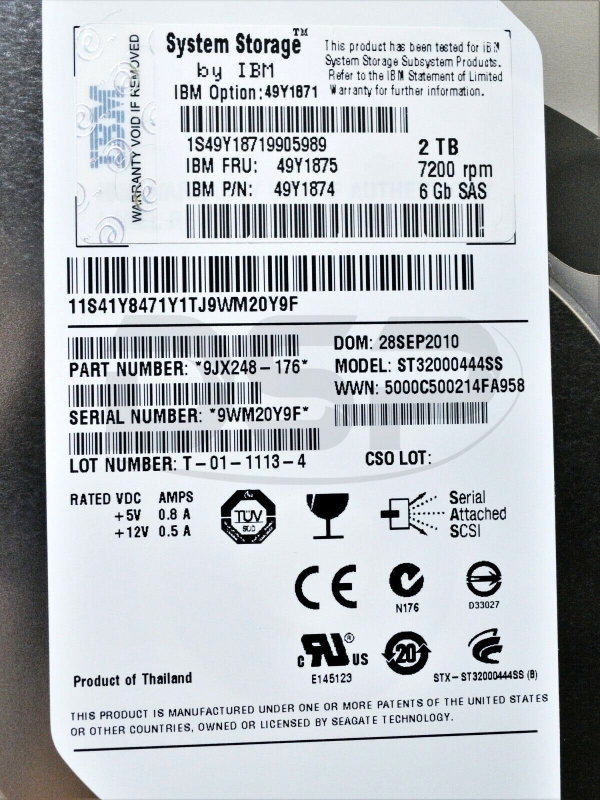 System Storage™
by IBM
IBM Option:49Y1871
This product has been tested for IBM
System Storage Subsystem Products.
Refer to the IBM Statement of Limited
Warranty for further information.
IBM
WARRANTY VOID IF REMOVED
1S49Y18719905989
IBM FRU: 49Y1875
IBM P/N: 49Y1874
2 TB
7200 rpm
6 Gb SAS
11S41Y8471Y1TJ9WM20Y9F
DOM: 28SEP2010
PART NUMBER: *9JX248-176*
MODEL: ST32000444SS
WWN: 5000C500214FA958
SERIAL NUMBER: *9WM20Y9F*
LOT NUMBER: T-01-1113-4
CSO LOT:
DSP
RATED VDC AMPS
+5V 0.8 A
+12V 0.5 A
TÜV
SÜD
Serial
Attached
SCSI
CE
N176
D33027
c RU ® US
E145123
20
STX-ST32000444SS (B)
Product of Thailand
THIS PRODUCT IS MANUFACTURED UNDER ONE OR MORE PATENTS OF THE UNITED STATES
OR OTHER COUNTRIES, OWNED OR LICENSED BY SEAGATE TECHNOLOGY.